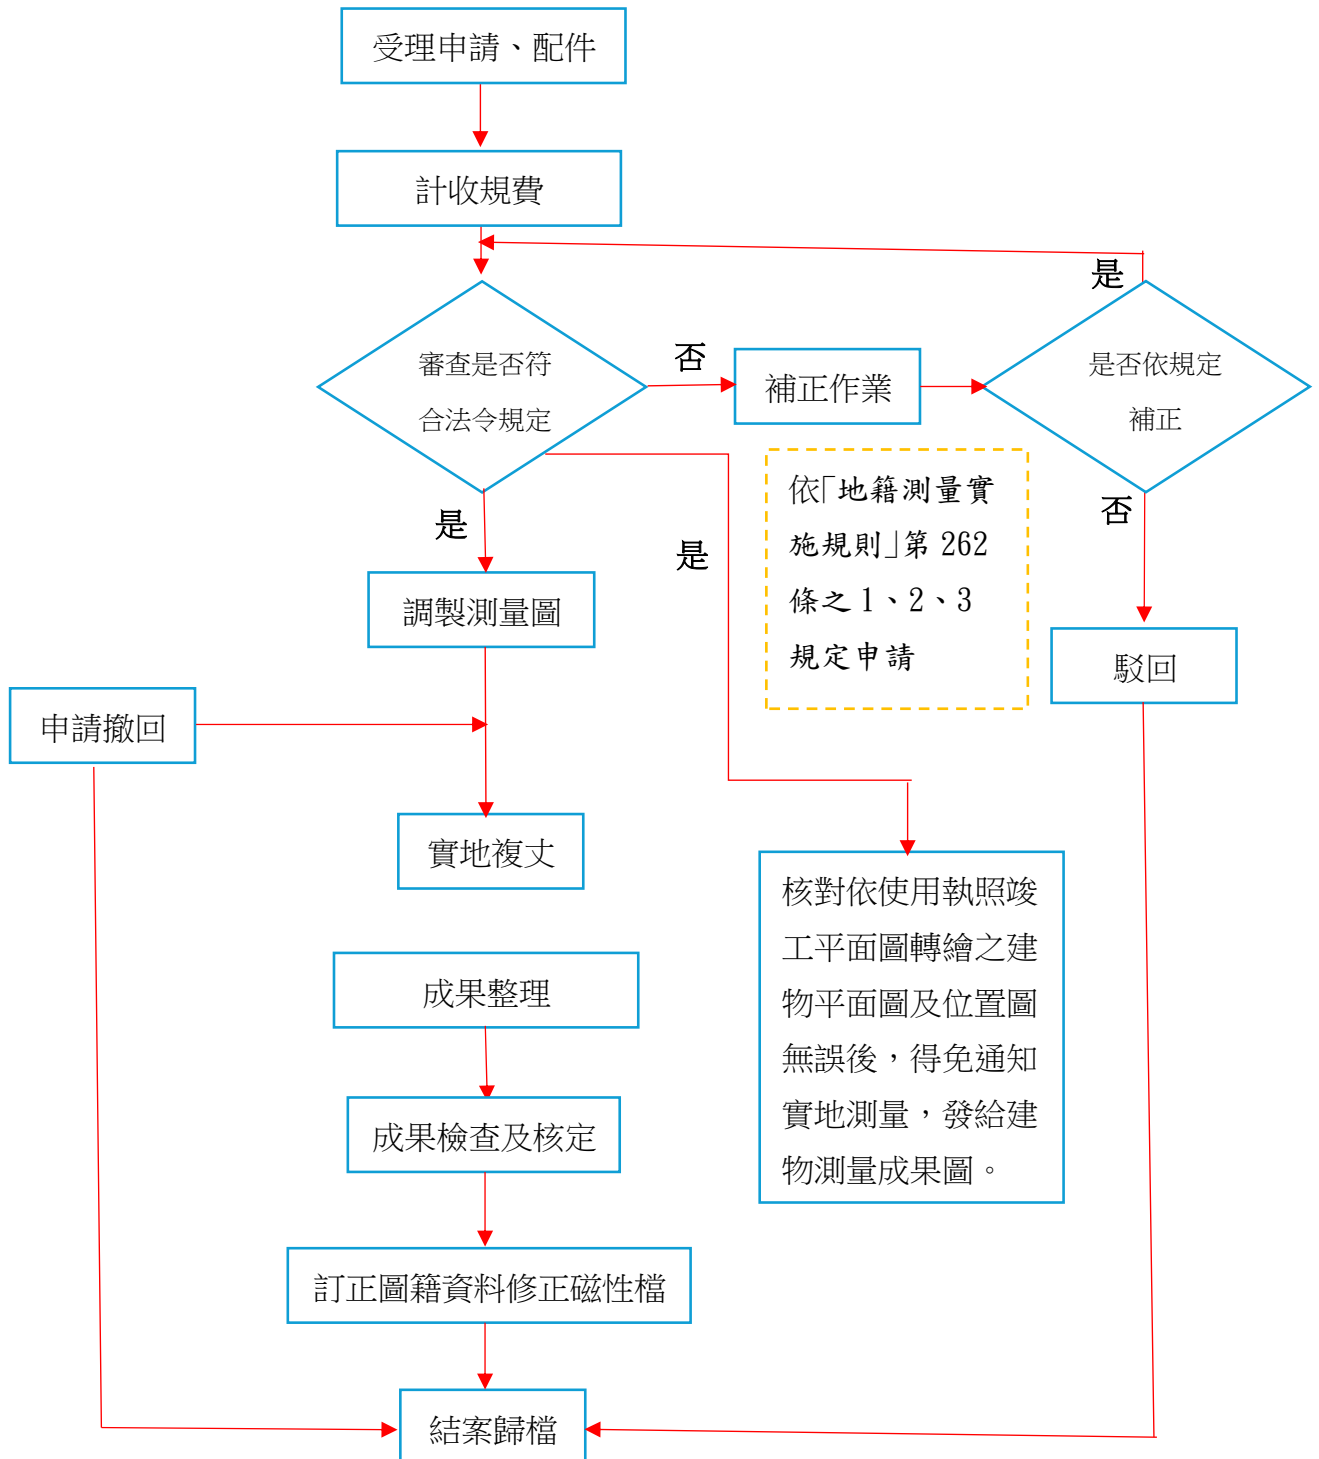 受理申請、配件
計收規費
是
審查是否符
合法令規定
否
補正作業
是否依規定
補正
依「地籍測量實
施規則」第 262
條之 1、2、3
規定申請
否
是
是
調製測量圖
駁回
申請撤回
實地複丈
核對依使用執照竣
工平面圖轉繪之建
物平面圖及位置圖
無誤後，得免通知
實地測量，發給建
物測量成果圖。
成果整理
成果檢查及核定
訂正圖籍資料修正磁性檔
結案歸檔